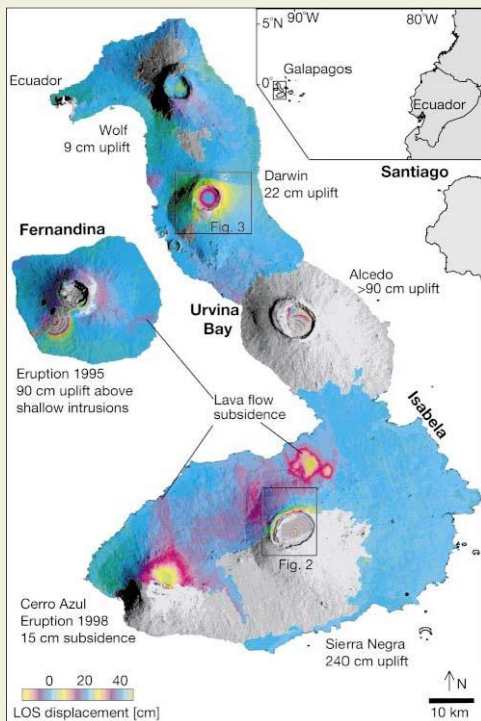 5°N
90°W
80°W
0°
Galapagos
Ecuador
Santiago
Ecuador
Wolf
9 cm uplift
Darwin
22 cm uplift
Fig. 3
Fernandina
Alcedo
>90 cm uplift
Urvina
Bay
Eruption 1995
90 cm uplift above
shallow intrusions
Lava flow
subsidence
Isabela
Fig. 2
Cerro Azul
Eruption 1998
15 cm subsidence
Sierra Negra
240 cm uplift
0 20 40
LOS displacement [cm]
N
10 km